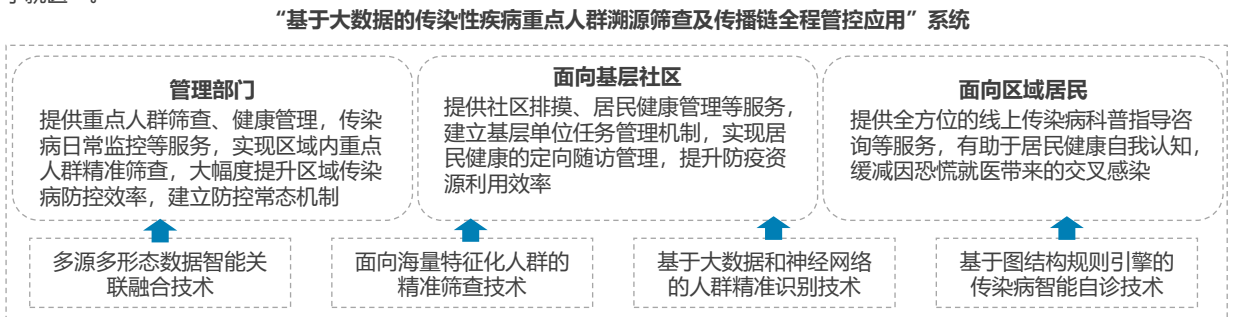 “基于大数据的传染性疾病重点人群溯源筛查及传播链全程管控应用”系统
管理部门
提供重点人群筛查、健康管理，传染
病日常监控等服务，实现区域内重点
人群精准筛查，大幅度提升区域传染
病防控效率，建立防控常态机制
面向基层社区
提供社区排摸、居民健康管理等服务，
建立基层单位任务管理机制，实现居
民健康的定向随访管理，提升防疫资
源利用效率
面向区域居民
提供全方位的线上传染病科普指导咨
询等服务，有助于居民健康自我认知，
缓减因恐慌就医带来的交叉感染
多源多形态数据智能关
联融合技术
面向海量特征化人群的
精准筛查技术
基于大数据和神经网络
的人群精准识别技术
基于图结构规则引擎的
传染病智能自诊技术